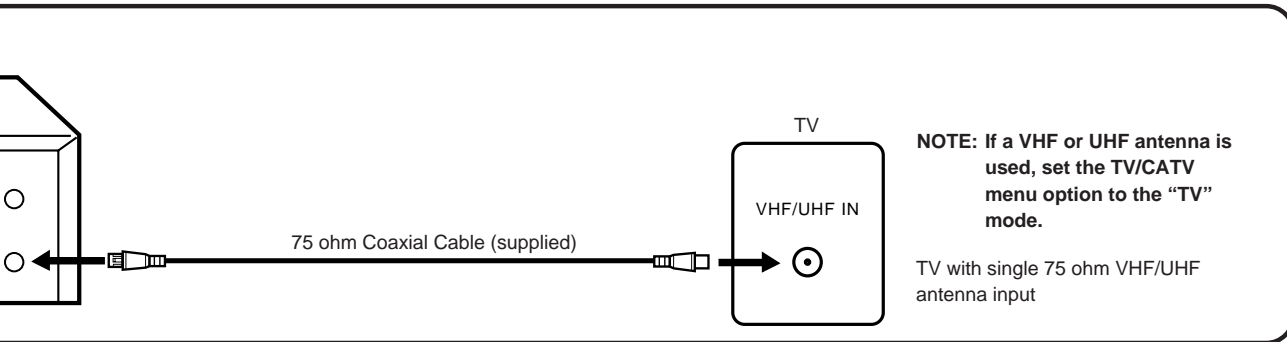 TV
VHF/UHF IN
75 ohm Coaxial Cable (supplied)
NOTE: If a VHF or UHF antenna is
used, set the TV/CATV
menu option to the “TV”
mode.
TV with single 75 ohm VHF/UHF
antenna input